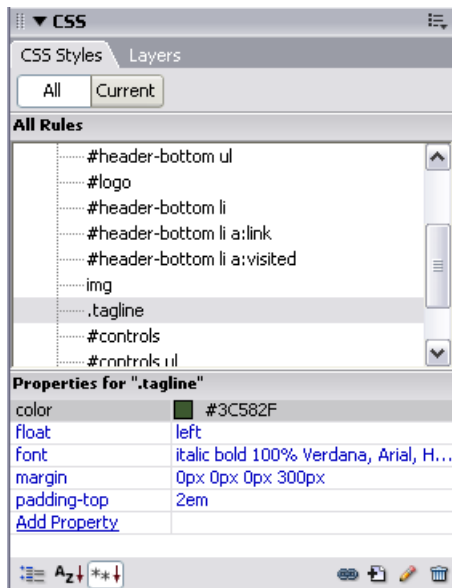 CSS
CSS Styles Layers
All Current
All Rules
#header-bottom ul
#logo
#header-bottom li
#header-bottom li a:link
#header-bottom li a:visited
img
.tagline
#controls
#controls ul
Properties for ".tagline"
color #3C582F
float left
font italic bold 100% Verdana, Arial, H...
margin 0px 0px 0px 300px
padding-top 2em
Add Property
Az **